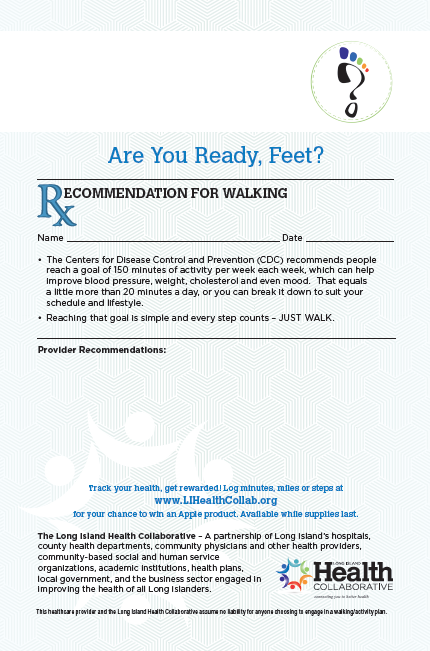 Are You Ready, Feet?
Rx
ECOMMENDATION FOR WALKING
Name Date
• The Centers for Disease Control and Prevention (CDC) recommends people
reach a goal of 150 minutes of activity per week each week, which can help
improve blood pressure, weight, cholesterol and even mood. That equals
a little more than 20 minutes a day, or you can break it down to suit your
schedule and lifestyle.
• Reaching that goal is simple and every step counts – JUST WALK.
Provider Recommendations:
Track your health, get rewarded! Log minutes, miles or steps at
www.LIHealthCollab.org
for your chance to win an Apple product. Available while supplies last.
The Long Island Health Collaborative – A partnership of Long Island's hospitals,
county health departments, community physicians and other health providers,
community-based social and human service
organizations, academic institutions, health plans,
local government, and the business sector engaged in
improving the health of all Long Islanders.
LONG ISLAND
Health
COLLABORATIVE
connecting you to better health
This healthcare provider and the Long Island Health Collaborative assume no liability for anyone choosing to engage in a walking/activity plan.